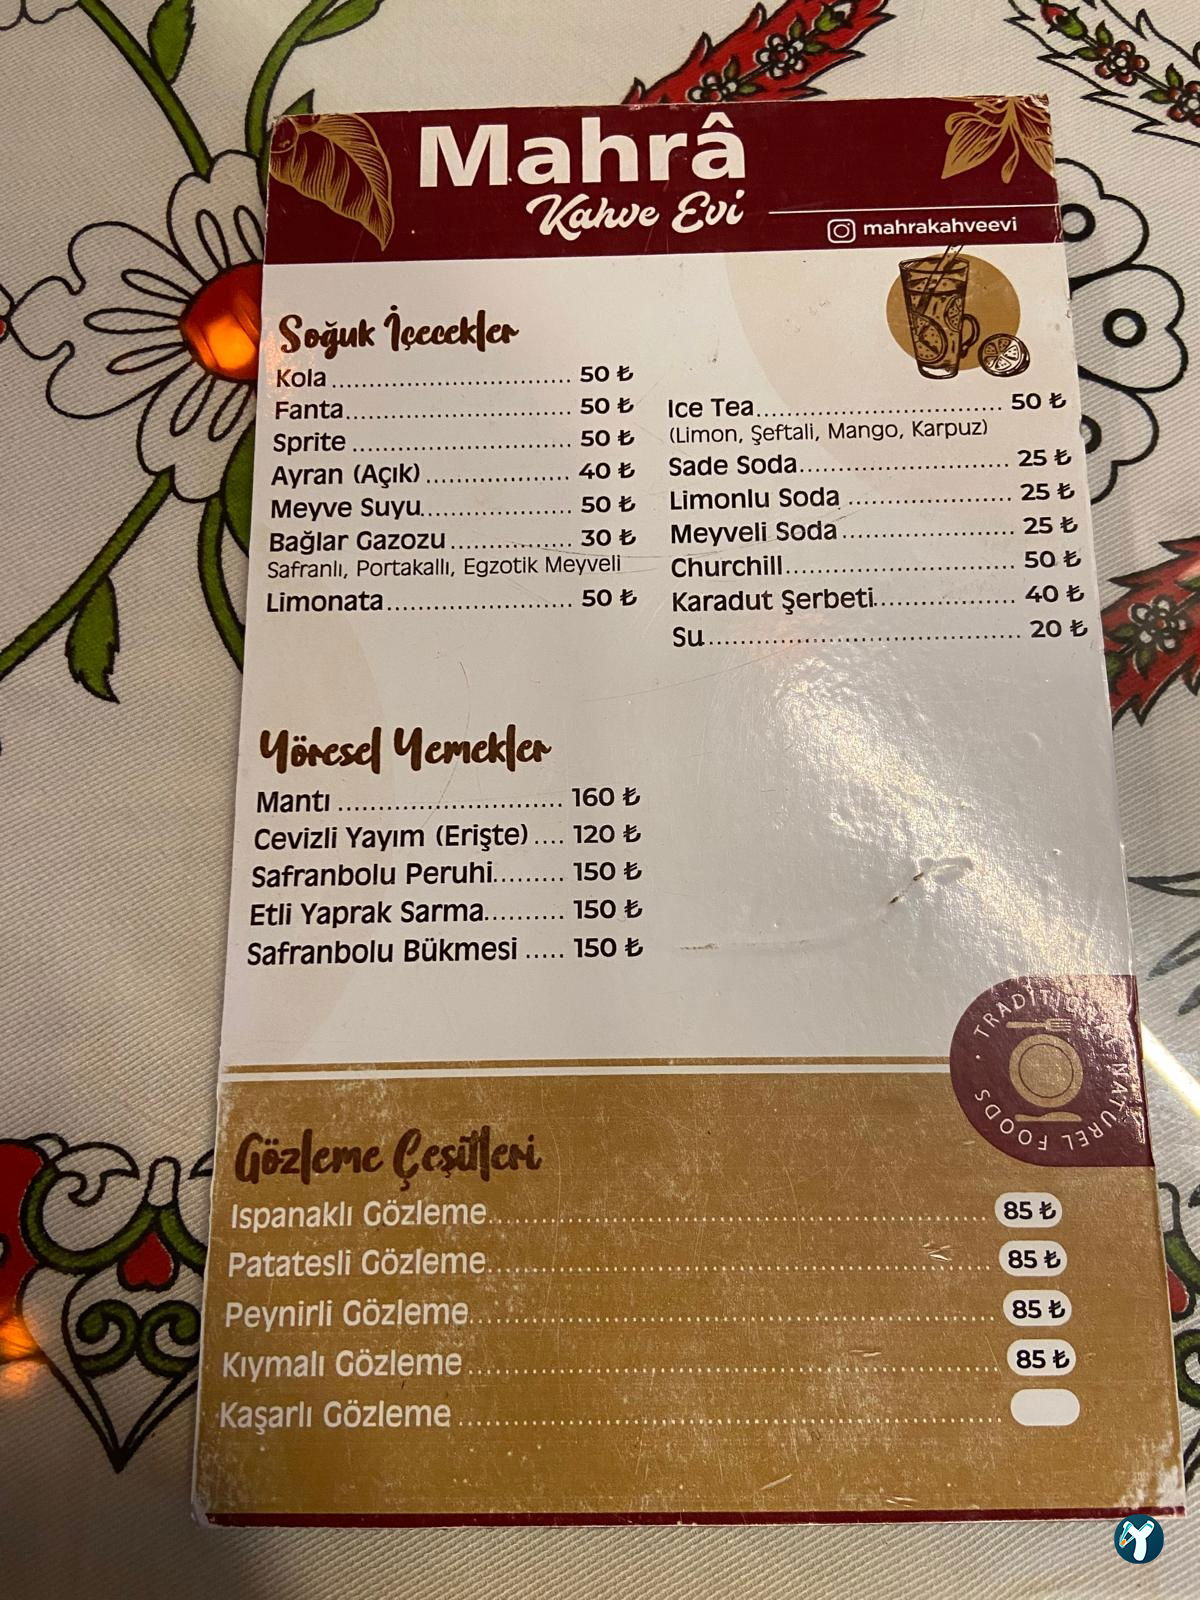 Mahrâ
Kahve Evi
mahrakahveevi
Soğuk İçecekler
Kola 50 ₺
Fanta 50 ₺
Sprite 50 ₺
Ayran (Açık) 40 ₺
Meyve Suyu 50 ₺
Bağlar Gazozu 30 ₺
Safranlı, Portakallı, Egzotik Meyveli
Limonata 50 ₺
Ice Tea 50 ₺
(Limon, Şeftali, Mango, Karpuz)
Sade Soda 25 ₺
Limonlu Soda 25 ₺
Meyveli Soda 25 ₺
Churchill 50 ₺
Karadut Şerbeti 40 ₺
Su 20 ₺
Yöresel Yemekler
Mantı 160 ₺
Cevizli Yayım (Erişte) 120 ₺
Safranbolu Peruhi 150 ₺
Etli Yaprak Sarma 150 ₺
Safranbolu Bükmesi 150 ₺
TRADITIONAL NATUREL FOODS
Gözleme Çeşitleri
Ispanaklı Gözleme 85 ₺
Patatesli Gözleme 85 ₺
Peynirli Gözleme 85 ₺
Kıymalı Gözleme 85 ₺
Kaşarlı Gözleme